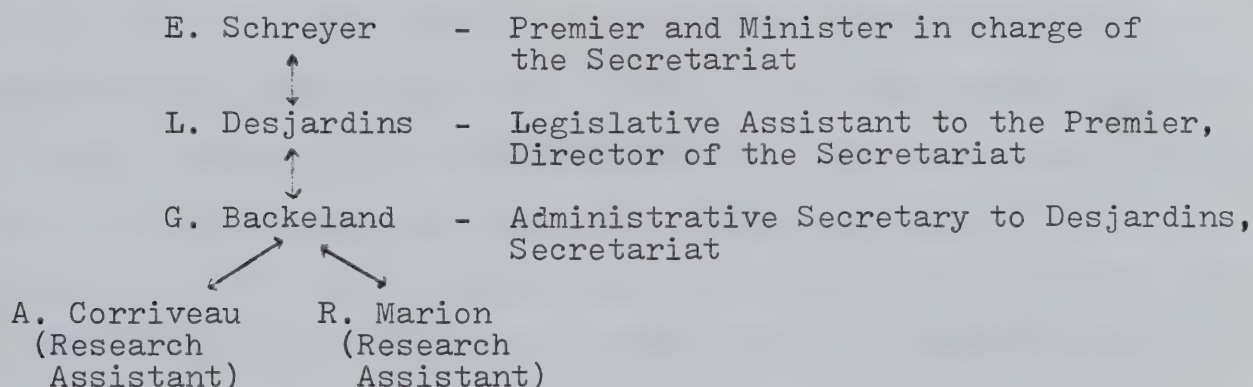 E. Schreyer - Premier and Minister in charge of
the Secretariat
L. Desjardins - Legislative Assistant to the Premier,
Director of the Secretariat
G. Backeland - Administrative Secretary to Desjardins,
Secretariat
A. Corriveau R. Marion
(Research (Research
Assistant) Assistant)